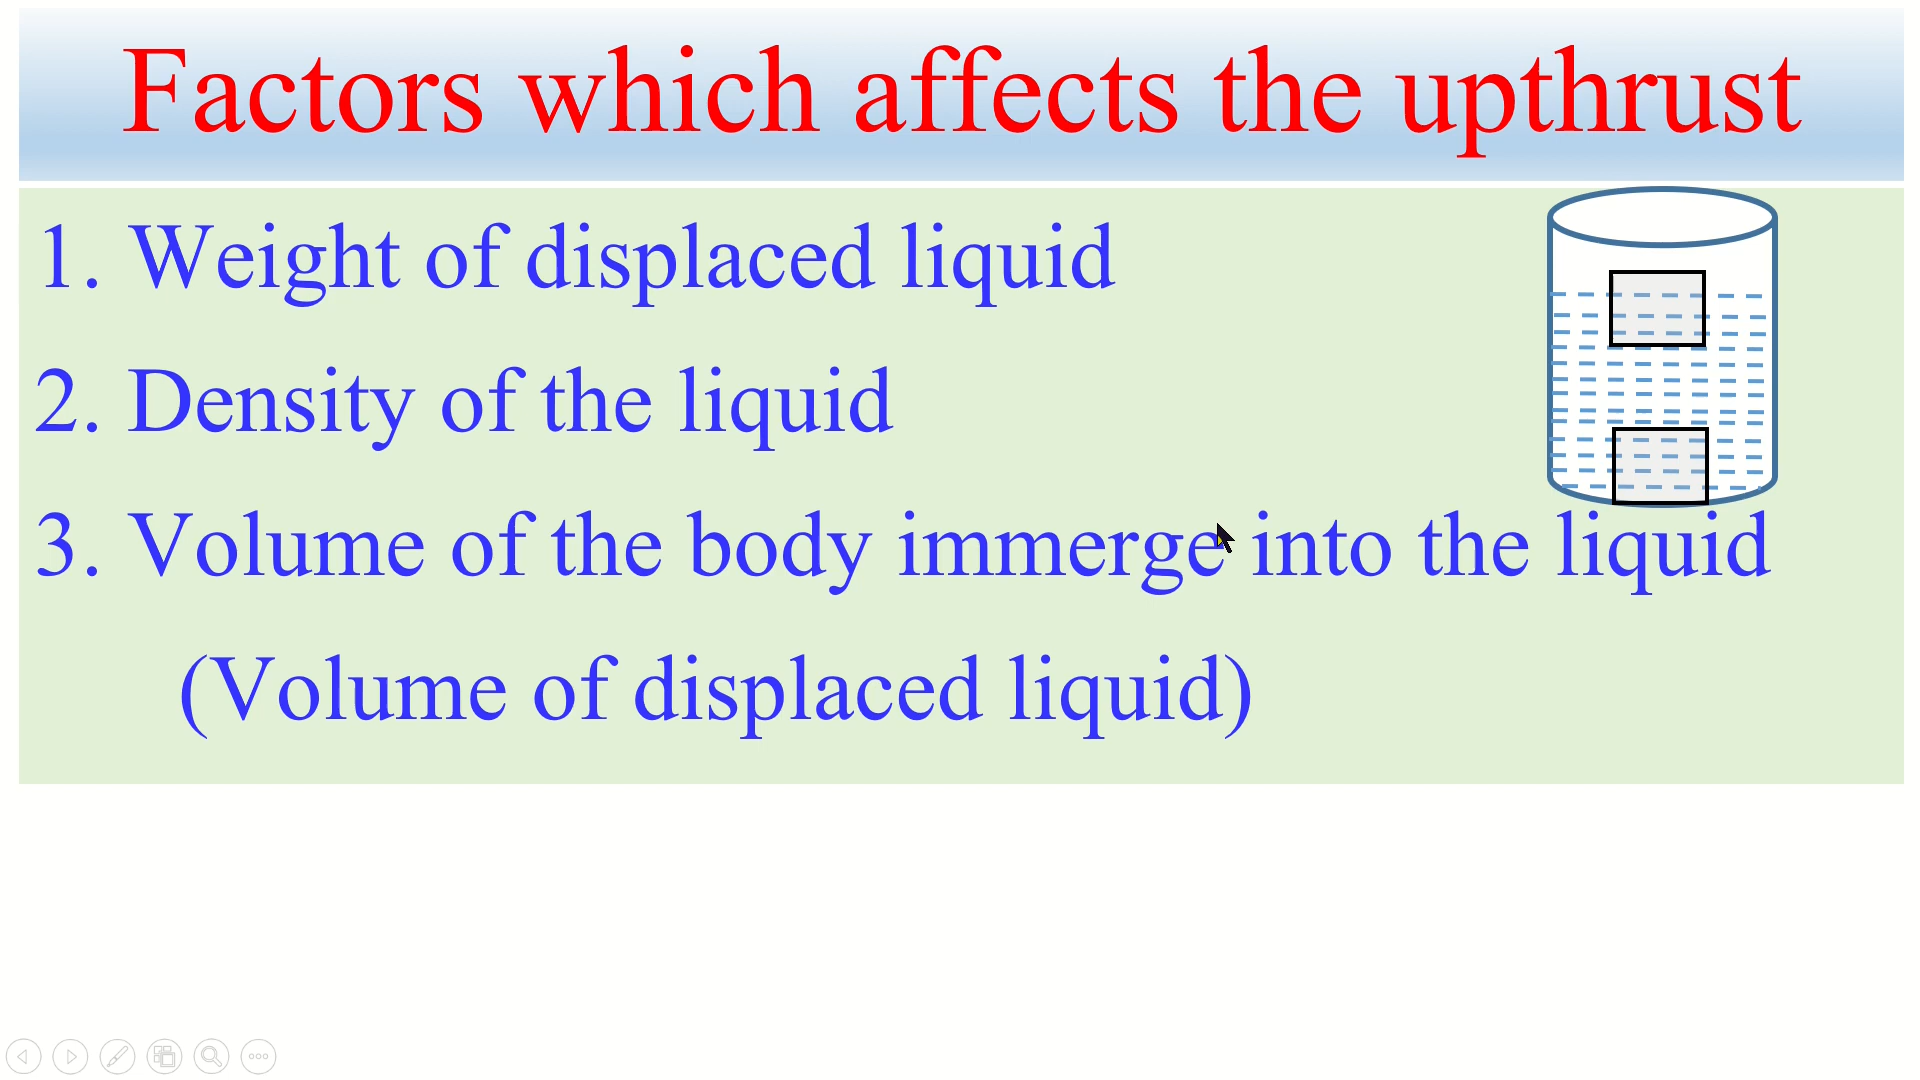 Factors which affects the upthrust
1. Weight of displaced liquid
2. Density of the liquid
3. Volume of the body immerge into the liquid
(Volume of displaced liquid)